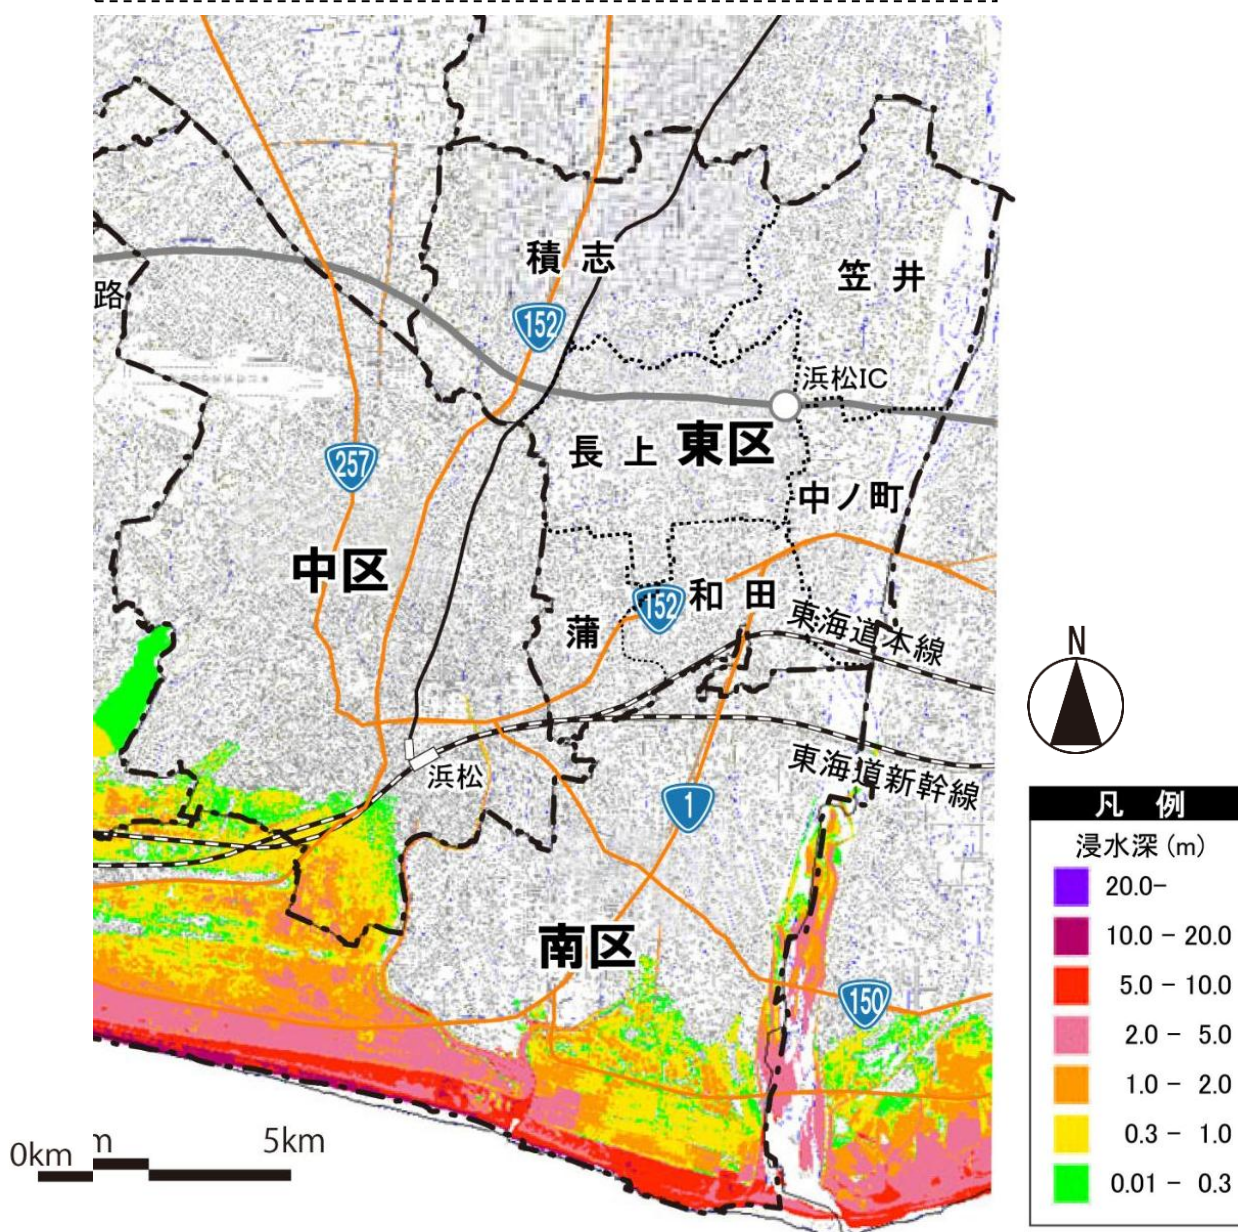 積 志
笠 井
路
152
浜松IC
長 上
東区
257
中ノ町
中区
152
和 田
蒲
東海道本線
N
浜松
東海道新幹線
1
南区
150
凡 例
浸水深(m)
20.0-
10.0 - 20.0
5.0 - 10.0
2.0 - 5.0
1.0 - 2.0
0.3 - 1.0
0.01 - 0.3
0km
m
5km